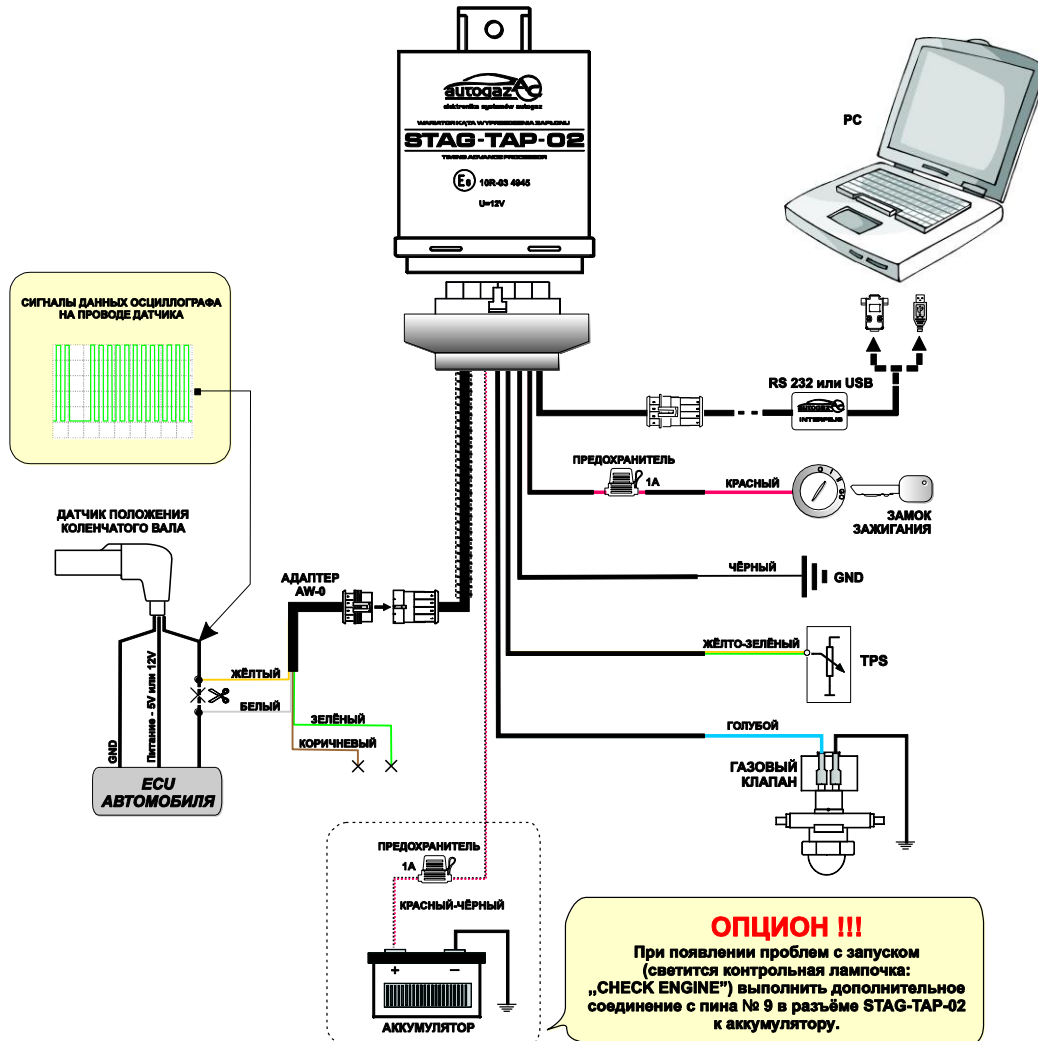 autogaz AC
elektronika systemów autogaz
WARIATOR KĄTA WYPRZEDZENIA ZAPŁONU
STAG-TAP-02
TIMING ADVANCE PROCESSOR
E8 10R-03 4945
U=12V
PC
СИГНАЛЫ ДАННЫХ ОСЦИЛЛОГРАФА
НА ПРОВОДЕ ДАТЧИКА
RS 232 или USB
autogaz
INTERFEJS
ПРЕДОХРАНИТЕЛЬ
1A
КРАСНЫЙ
ЗАМОК
ЗАЖИГАНИЯ
ДАТЧИК ПОЛОЖЕНИЯ
КОЛЕНЧАТОГО ВАЛА
АДАПТЕР
AW-0
ЧЁРНЫЙ
GND
ЖЁЛТО-ЗЕЛЁНЫЙ
TPS
ЖЁЛТЫЙ
БЕЛЫЙ
ЗЕЛЁНЫЙ
КОРИЧНЕВЫЙ
GND
Питание - 5V или 12V
ECU
АВТОМОБИЛЯ
ГОЛУБОЙ
ГАЗОВЫЙ
КЛАПАН
ПРЕДОХРАНИТЕЛЬ
1A
КРАСНЫЙ-ЧЁРНЫЙ
+ –
АККУМУЛЯТОР
ОПЦИОН !!!
При появлении проблем с запуском
(светится контрольная лампочка:
„CHECK ENGINE”) выполнить дополнительное
соединение с пина № 9 в разъёме STAG-TAP-02
к аккумулятору.